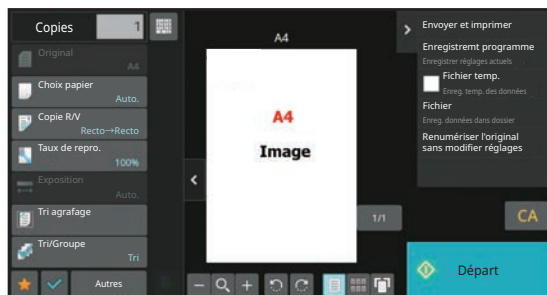 Copies
1
Original
A4
Choix papier
Auto.
Copie R/V
Recto→Recto
Taux de repro.
100%
Exposition
Auto.
Tri agrafage
Tri/Groupe
Tri
Autres
A4
A4
Image
1/1
Envoyer et imprimer
Enregistremt programme
Enregistrer réglages actuels
Fichier temp.
Enreg. temp. des données
Fichier
Enreg. données dans dossier
Renumériser l'original
sans modifier réglages
CA
Départ